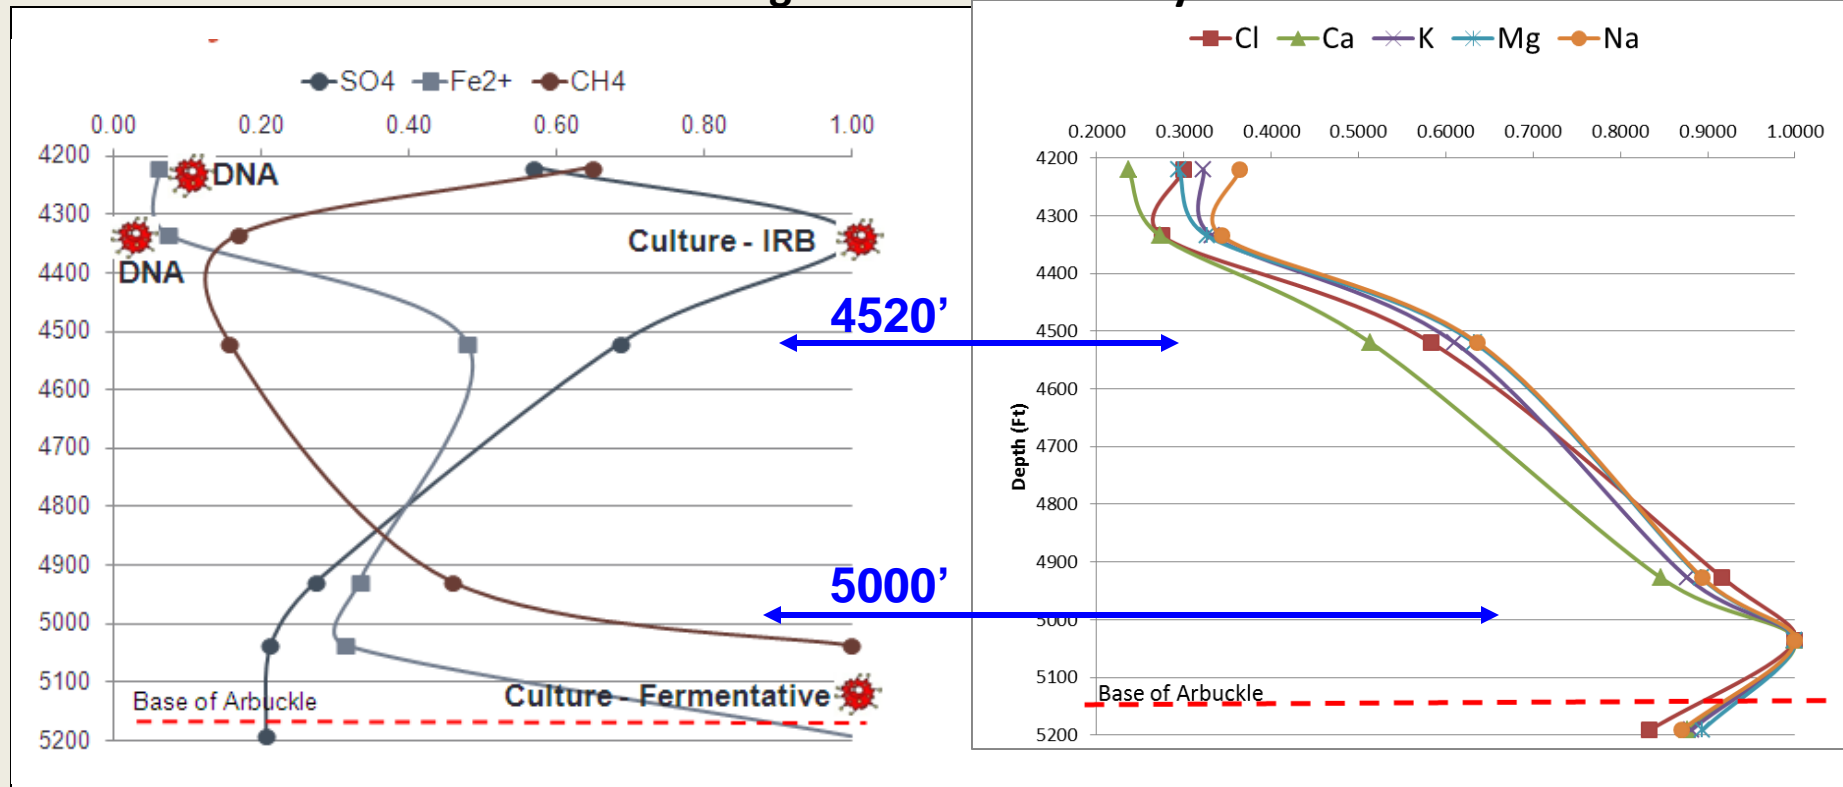 SO4 Fe2+ CH4
0.00 0.20 0.40 0.60 0.80 1.00
4200
DNA
4300
Culture - IRB
DNA
4400
4500
4600
4700
4800
4900
5000
5100
Culture - Fermentative
Base of Arbuckle
5200
4520’
5000’
Cl Ca K Mg Na
0.2000 0.3000 0.4000 0.5000 0.6000 0.7000 0.8000 0.9000 1.0000
4200
4300
4400
4500
4600
4700
4800
4900
5000
5100
5200
Depth (Ft)
Base of Arbuckle